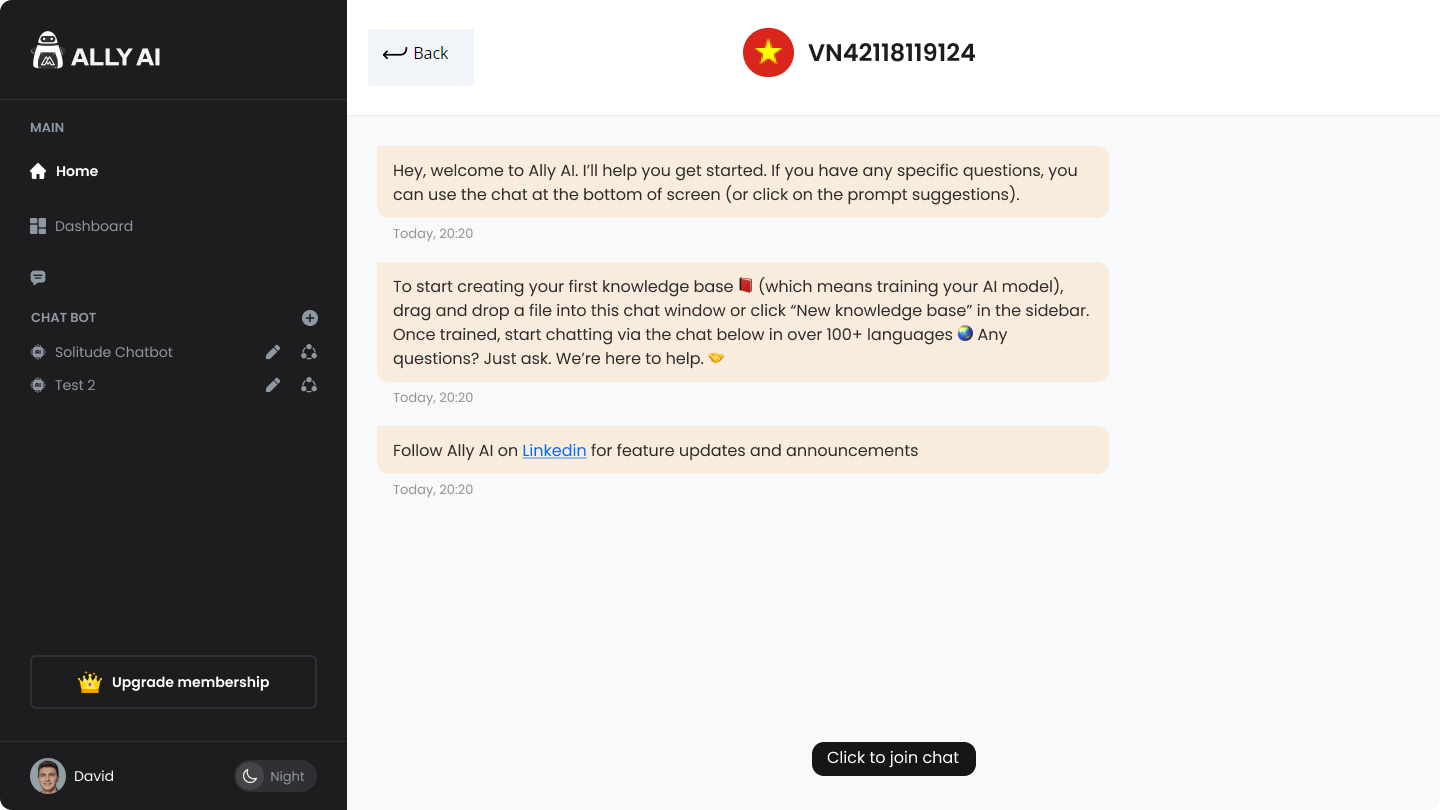 ALLY AI
MAIN
Home
Dashboard
CHAT BOT
Solitude Chatbot
Test 2
Upgrade membership
David
Night
Back
VN42118119124
Hey, welcome to Ally AI. I’ll help you get started. If you have any specific questions, you
can use the chat at the bottom of screen (or click on the prompt suggestions).
Today, 20:20
To start creating your first knowledge base 📕 (which means training your AI model),
drag and drop a file into this chat window or click “New knowledge base” in the sidebar.
Once trained, start chatting via the chat below in over 100+ languages 🌏 Any
questions? Just ask. We’re here to help. 🤝
Today, 20:20
Follow Ally AI on Linkedin for feature updates and announcements
Today, 20:20
Click to join chat